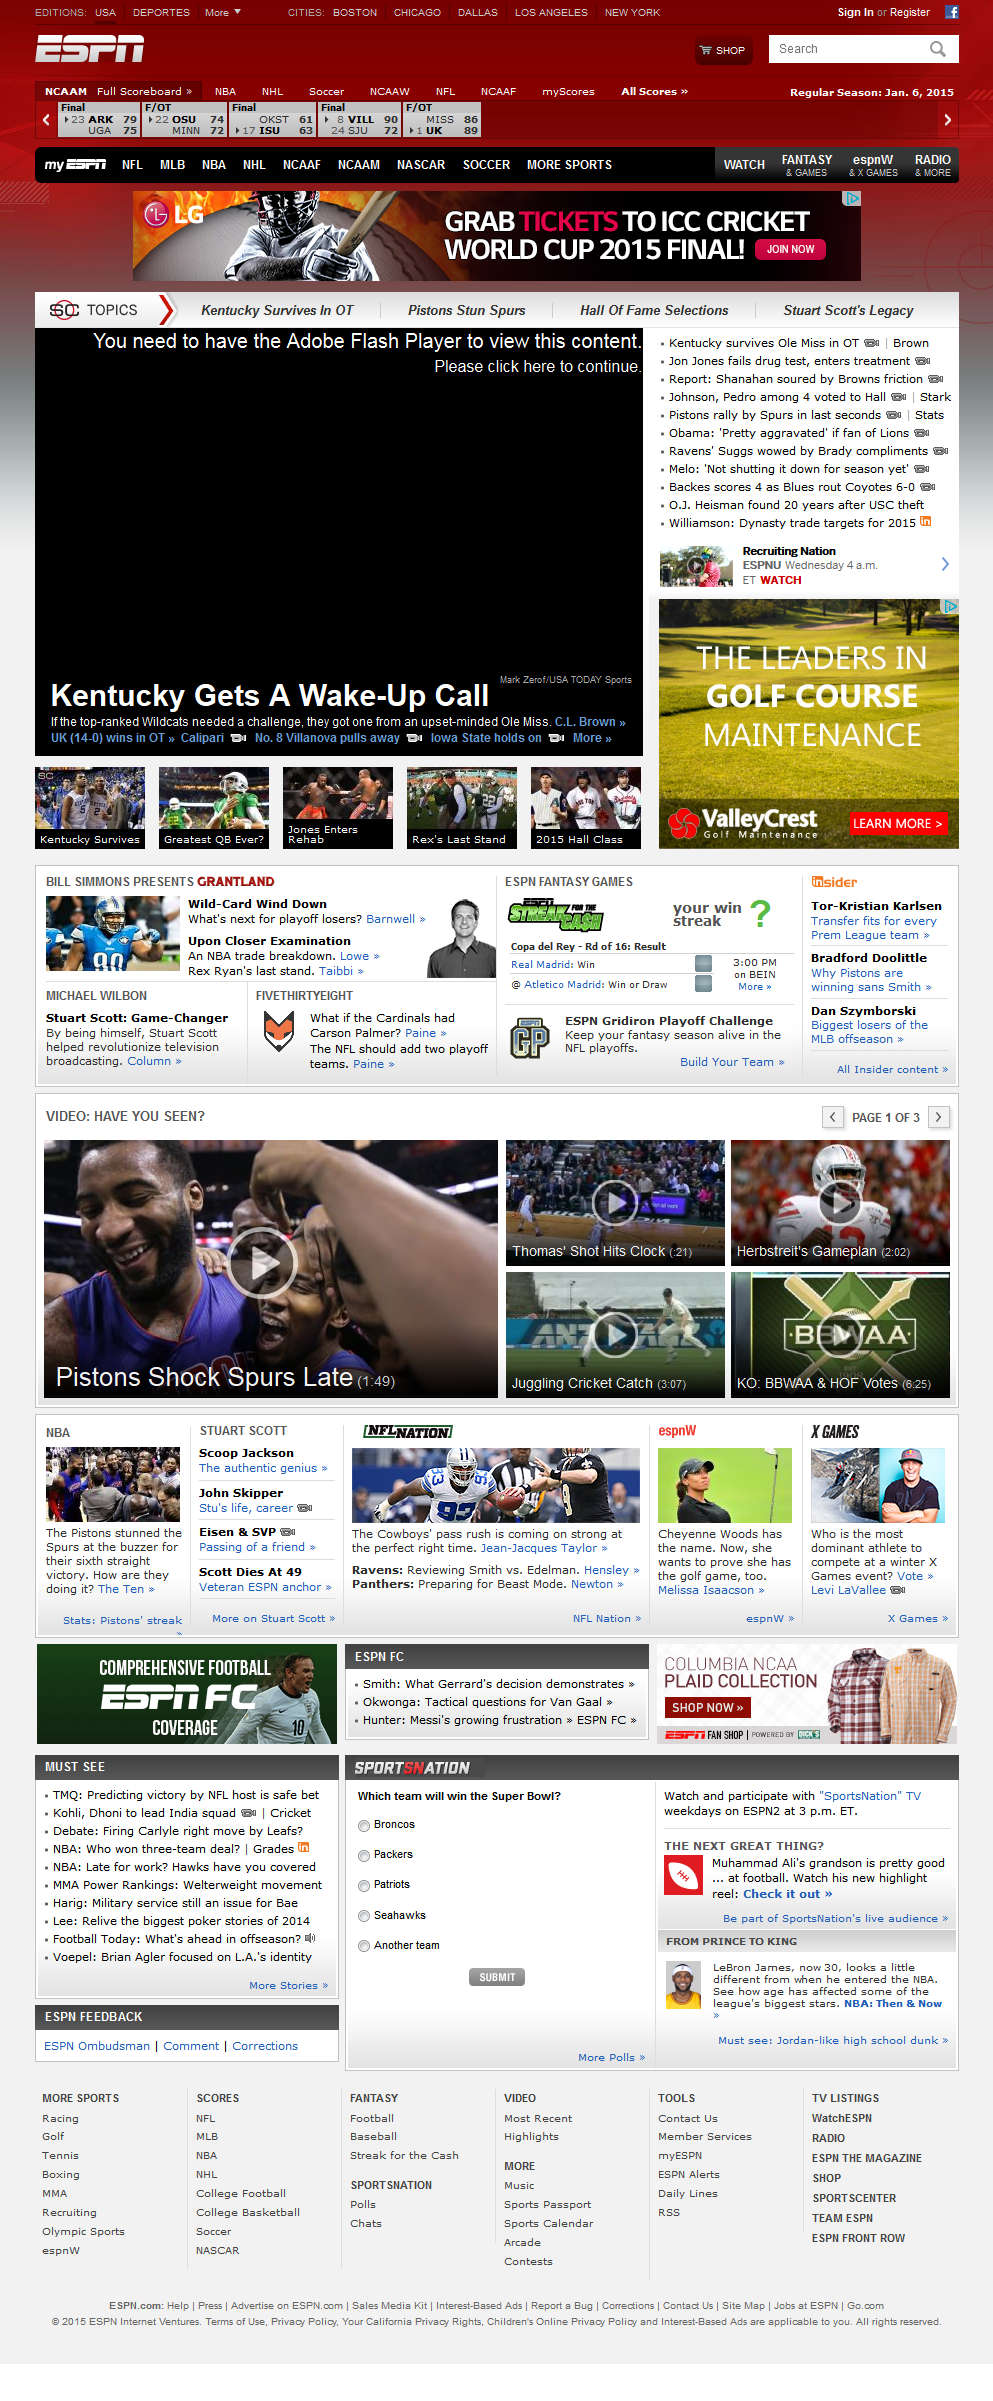 EDITIONS: USA DEPORTES More CITIES: BOSTON CHICAGO DALLAS LOS ANGELES NEW YORK Sign In or Register
ESPN SHOP Search
NCAAM Full Scoreboard » NBA NHL Soccer NCAAW NFL NCAAF myScores All Scores » Regular Season: Jan. 6, 2015
Final F/OT Final Final F/OT
23 ARK 79 22 OSU 74 OKST 61 8 VILL 90 MISS 86
UGA 75 MINN 72 17 ISU 63 24 SJU 72 1 UK 89
my ESPN NFL MLB NBA NHL NCAAF NCAAM NASCAR SOCCER MORE SPORTS WATCH FANTASY & GAMES espnW & X GAMES RADIO & MORE
LG
GRAB TICKETS TO ICC CRICKET
WORLD CUP 2015 FINAL! JOIN NOW
SC TOPICS Kentucky Survives In OT Pistons Stun Spurs Hall Of Fame Selections Stuart Scott's Legacy
You need to have the Adobe Flash Player to view this content.
Please click here to continue.
Mark Zerof/USA TODAY Sports
Kentucky Gets A Wake-Up Call
If the top-ranked Wildcats needed a challenge, they got one from an upset-minded Ole Miss. C.L. Brown »
UK (14-0) wins in OT » Calipari No. 8 Villanova pulls away Iowa State holds on More »
SC
Kentucky Survives
Greatest QB Ever?
Jones Enters
Rehab
Rex's Last Stand
2015 Hall Class
Kentucky survives Ole Miss in OT | Brown
Jon Jones fails drug test, enters treatment
Report: Shanahan soured by Browns friction
Johnson, Pedro among 4 voted to Hall | Stark
Pistons rally by Spurs in last seconds | Stats
Obama: 'Pretty aggravated' if fan of Lions
Ravens' Suggs wowed by Brady compliments
Melo: 'Not shutting it down for season yet'
Backes scores 4 as Blues rout Coyotes 6-0
O.J. Heisman found 20 years after USC theft
Williamson: Dynasty trade targets for 2015 in
Recruiting Nation
ESPNU Wednesday 4 a.m.
ET WATCH
THE LEADERS IN
GOLF COURSE
MAINTENANCE
ValleyCrest
Golf Maintenance
LEARN MORE >
BILL SIMMONS PRESENTS GRANTLAND
Wild-Card Wind Down
What's next for playoff losers? Barnwell »
Upon Closer Examination
An NBA trade breakdown. Lowe »
Rex Ryan's last stand. Taibbi »
MICHAEL WILBON
Stuart Scott: Game-Changer
By being himself, Stuart Scott
helped revolutionize television
broadcasting. Column »
FIVETHIRTYEIGHT
What if the Cardinals had
Carson Palmer? Paine »
The NFL should add two playoff
teams. Paine »
ESPN FANTASY GAMES
ESPN
STREAK FOR THE CASH
your win
streak ?
Copa del Rey - Rd of 16: Result
Real Madrid: Win
@ Atletico Madrid: Win or Draw
3:00 PM
on BEIN
More »
GP
ESPN Gridiron Playoff Challenge
Keep your fantasy season alive in the
NFL playoffs.
Build Your Team »
insider
Tor-Kristian Karlsen
Transfer fits for every
Prem League team »
Bradford Doolittle
Why Pistons are
winning sans Smith »
Dan Szymborski
Biggest losers of the
MLB offseason »
All Insider content »
VIDEO: HAVE YOU SEEN? PAGE 1 OF 3
Pistons Shock Spurs Late (1:49)
Thomas' Shot Hits Clock (:21)
Herbstreit's Gameplan (2:02)
Juggling Cricket Catch (3:07)
BBWAA
KO: BBWAA & HOF Votes (6:25)
NBA
The Pistons stunned the
Spurs at the buzzer for
their sixth straight
victory. How are they
doing it? The Ten »
Stats: Pistons' streak
»
STUART SCOTT
Scoop Jackson
The authentic genius »
John Skipper
Stu's life, career
Eisen & SVP
Passing of a friend »
Scott Dies At 49
Veteran ESPN anchor »
More on Stuart Scott »
NFL NATION
The Cowboys' pass rush is coming on strong at
the perfect right time. Jean-Jacques Taylor »
Ravens: Reviewing Smith vs. Edelman. Hensley »
Panthers: Preparing for Beast Mode. Newton »
NFL Nation »
espnW
Cheyenne Woods has
the name. Now, she
wants to prove she has
the golf game, too.
Melissa Isaacson »
espnW »
X GAMES
Who is the most
dominant athlete to
compete at a winter X
Games event? Vote »
Levi LaVallee
X Games »
COMPREHENSIVE FOOTBALL
ESPN FC
COVERAGE
10
ESPN FC
Smith: What Gerrard's decision demonstrates »
Okwonga: Tactical questions for Van Gaal »
Hunter: Messi's growing frustration » ESPN FC »
COLUMBIA NCAA
PLAID COLLECTION
SHOP NOW »
ESPN FAN SHOP | POWERED BY DICK'S
MUST SEE
TMQ: Predicting victory by NFL host is safe bet
Kohli, Dhoni to lead India squad | Cricket
Debate: Firing Carlyle right move by Leafs?
NBA: Who won three-team deal? | Grades in
NBA: Late for work? Hawks have you covered
MMA Power Rankings: Welterweight movement
Harig: Military service still an issue for Bae
Lee: Relive the biggest poker stories of 2014
Football Today: What's ahead in offseason?
Voepel: Brian Agler focused on L.A.'s identity
More Stories »
ESPN FEEDBACK
ESPN Ombudsman | Comment | Corrections
SPORTSNATION
Which team will win the Super Bowl?
Broncos
Packers
Patriots
Seahawks
Another team
SUBMIT
More Polls »
Watch and participate with "SportsNation" TV
weekdays on ESPN2 at 3 p.m. ET.
THE NEXT GREAT THING?
Muhammad Ali's grandson is pretty good
... at football. Watch his new highlight
reel: Check it out »
Be part of SportsNation's live audience »
FROM PRINCE TO KING
LeBron James, now 30, looks a little
different from when he entered the NBA.
See how age has affected some of the
league's biggest stars. NBA: Then & Now
»
Must see: Jordan-like high school dunk »
MORE SPORTS
Racing
Golf
Tennis
Boxing
MMA
Recruiting
Olympic Sports
espnW
SCORES
NFL
MLB
NBA
NHL
College Football
College Basketball
Soccer
NASCAR
FANTASY
Football
Baseball
Streak for the Cash
SPORTSNATION
Polls
Chats
VIDEO
Most Recent
Highlights
MORE
Music
Sports Passport
Sports Calendar
Arcade
Contests
TOOLS
Contact Us
Member Services
myESPN
ESPN Alerts
Daily Lines
RSS
TV LISTINGS
WatchESPN
RADIO
ESPN THE MAGAZINE
SHOP
SPORTSCENTER
TEAM ESPN
ESPN FRONT ROW
ESPN.com: Help | Press | Advertise on ESPN.com | Sales Media Kit | Interest-Based Ads | Report a Bug | Corrections | Contact Us | Site Map | Jobs at ESPN | Go.com
© 2015 ESPN Internet Ventures. Terms of Use, Privacy Policy, Your California Privacy Rights, Children's Online Privacy Policy and Interest-Based Ads are applicable to you. All rights reserved.